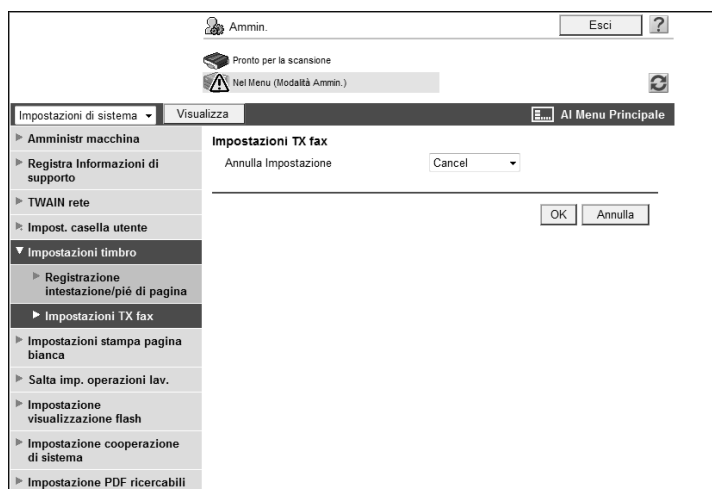 Ammin.
Esci
?
Pronto per la scansione
Nel Menu (Modalità Ammin.)
Impostazioni di sistema
Visualizza
Al Menu Principale
Amministr macchina
Registra Informazioni di
supporto
TWAIN rete
Impost. casella utente
Impostazioni timbro
Registrazione
intestazione/pié di pagina
Impostazioni TX fax
Impostazioni stampa pagina
bianca
Salta imp. operazioni lav.
Impostazione
visualizzazione flash
Impostazione cooperazione
di sistema
Impostazione PDF ricercabili
Impostazioni TX fax
Annulla Impostazione
Cancel
OK
Annulla